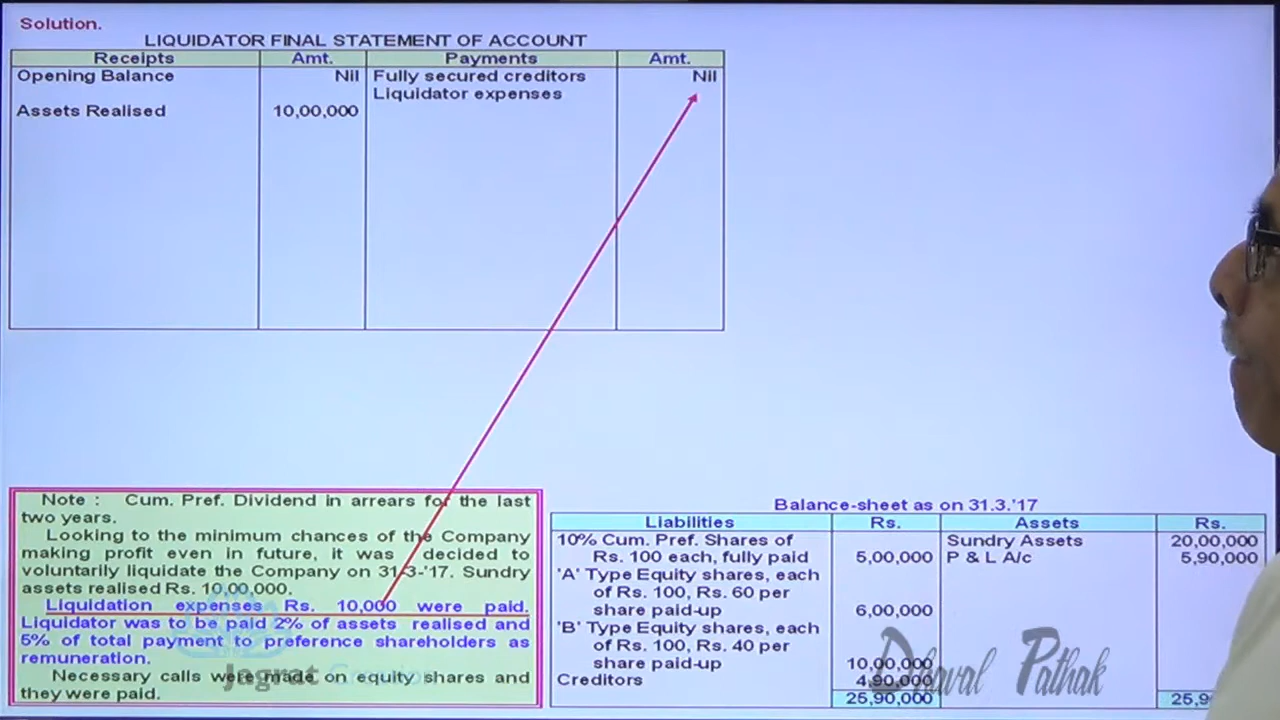 Solution.
LIQUIDATOR FINAL STATEMENT OF ACCOUNT
Receipts Amt. Payments Amt.
Opening Balance Nil Fully secured creditors Nil
Liquidator expenses
Assets Realised 10,00,000
Note : Cum. Pref. Dividend in arrears for the last
two years.
Looking to the minimum chances of the Company
making profit even in future, it was decided to
voluntarily liquidate the Company on 31-3-'17. Sundry
assets realised Rs. 10,00,000.
Liquidation expenses Rs. 10,000 were paid.
Liquidator was to be paid 2% of assets realised and
5% of total payment to preference shareholders as
remuneration.
Necessary calls were made on equity shares and
they were paid.
Jagrat Creation
Balance-sheet as on 31.3.'17
Liabilities Rs. Assets Rs.
10% Cum. Pref. Shares of Sundry Assets 20,00,000
Rs. 100 each, fully paid 5,00,000 P & L A/c 5,90,000
'A' Type Equity shares, each
of Rs. 100, Rs. 60 per
share paid-up 6,00,000
'B' Type Equity shares, each
of Rs. 100, Rs. 40 per
share paid-up 10,00,000
Creditors 4,90,000
25,90,000 25,9
Dhaval Pathak